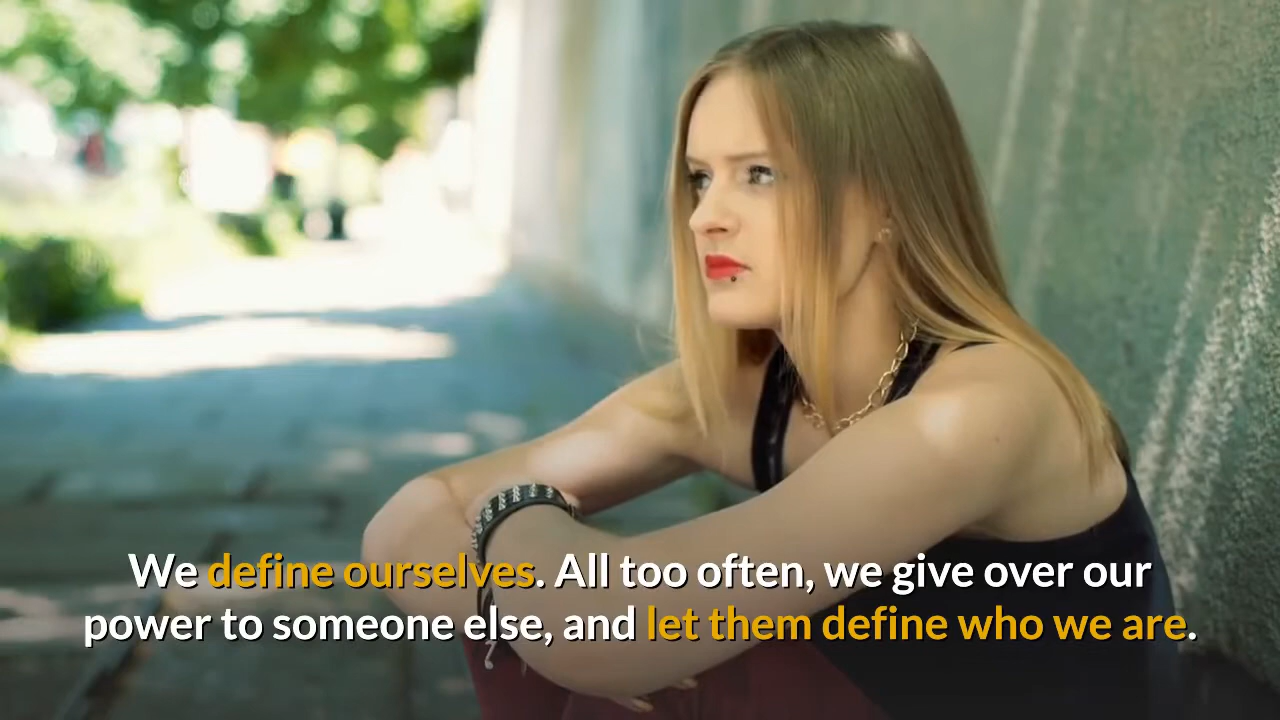 We define ourselves. All too often, we give over our
power to someone else, and let them define who we are.